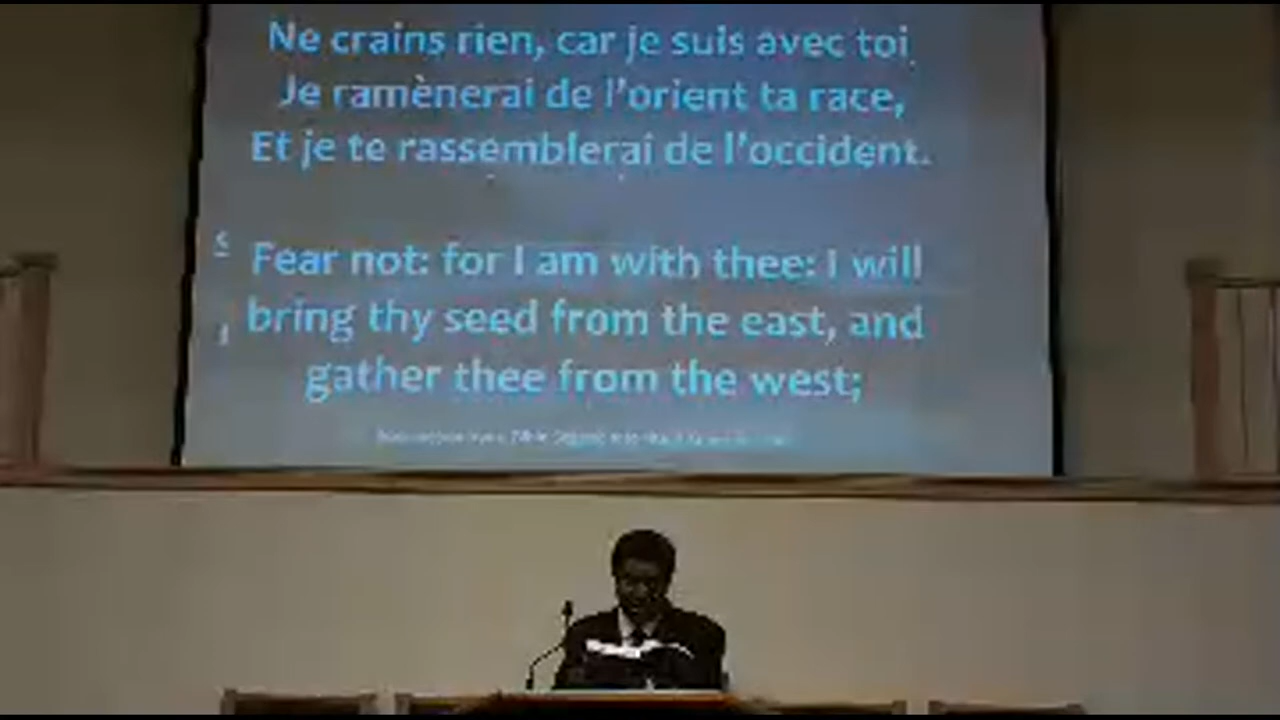 Ne crains rien, car je suis avec toi
Je ramènerai de l'orient ta race,
Et je te rassemblerai de l'occident.
Fear not: for I am with thee: I will
bring thy seed from the east, and
gather thee from the west;